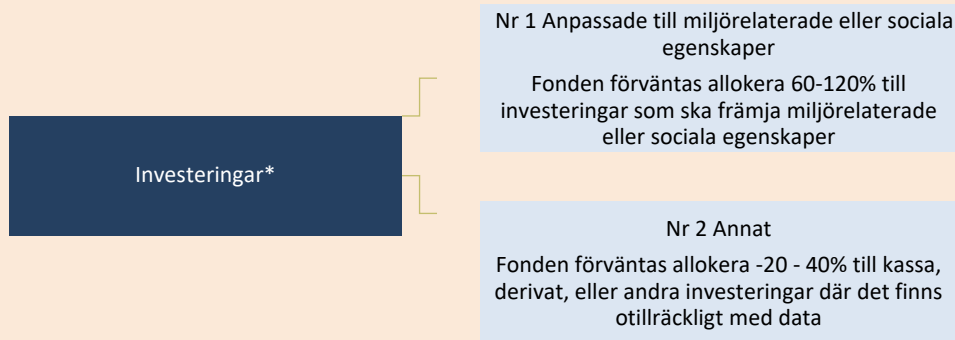 Nr 1 Anpassade till miljörelaterade eller sociala
egenskaper
Fonden förväntas allokera 60-120% till
investeringar som ska främja miljörelaterade
eller sociala egenskaper
Investeringar*
Nr 2 Annat
Fonden förväntas allokera -20 - 40% till kassa,
derivat, eller andra investeringar där det finns
otillräckligt med data